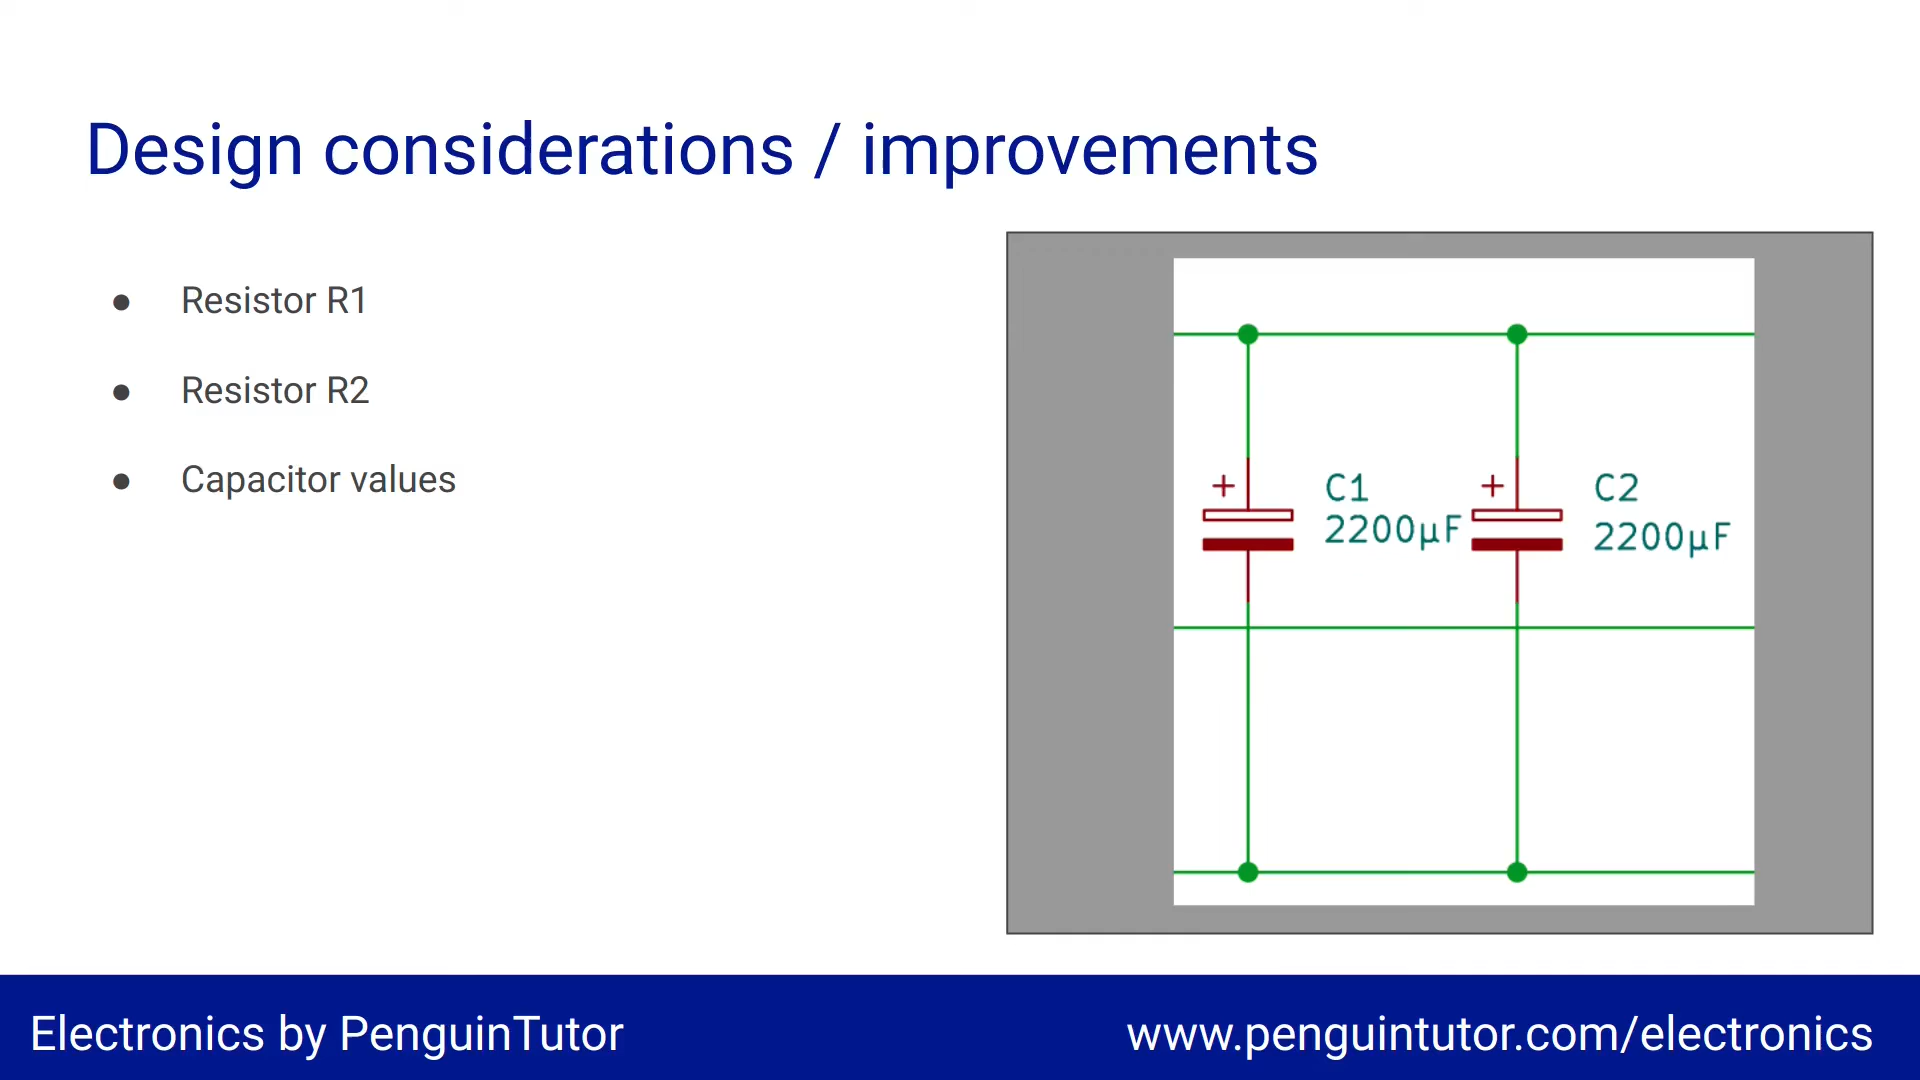 Design considerations / improvements
● Resistor R1
● Resistor R2
● Capacitor values
+ C1
2200µF
+ C2
2200µF
Electronics by PenguinTutor
www.penguintutor.com/electronics